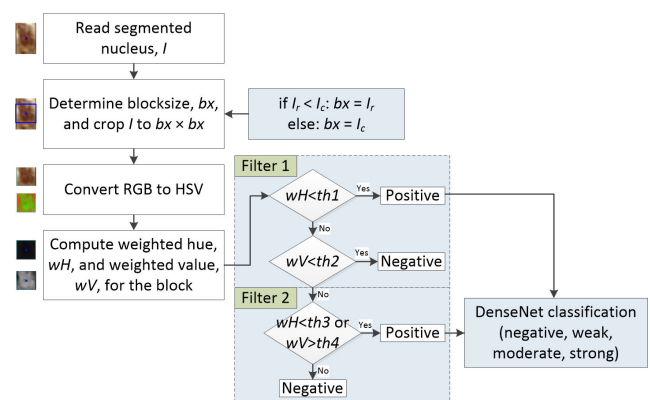 Read segmented
nucleus, I
Determine blocksize, bx,
and crop I to bx × bx
if Ir < Ic: bx = Ir
else: bx = Ic
Convert RGB to HSV
Compute weighted hue,
wH, and weighted value,
wV, for the block
Filter 1
wH<th1
Yes
Positive
No
wV<th2
Yes
Negative
No
Filter 2
wH<th3 or
wV>th4
Yes
Positive
No
Negative
DenseNet classification
(negative, weak,
moderate, strong)